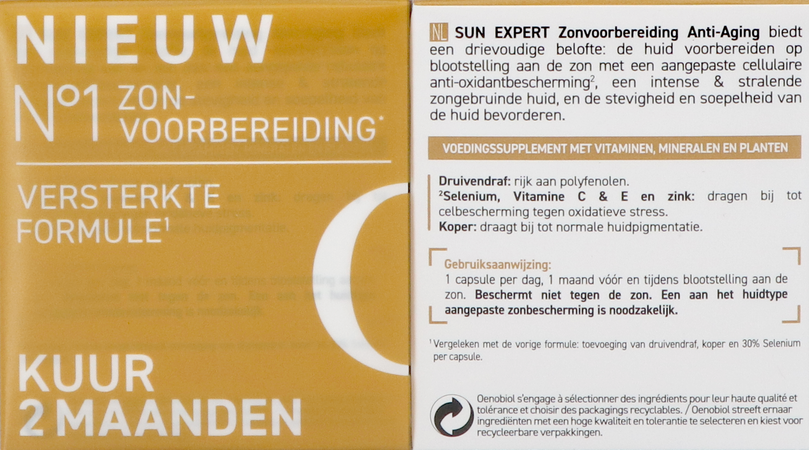 NIEUW
N°1 ZON-
VOORBEREIDING*
VERSTERKTE
FORMULE¹
KUUR
2 MAANDEN
NL SUN EXPERT Zonvoorbereiding Anti-Aging biedt
een drievoudige belofte: de huid voorbereiden op
blootstelling aan de zon met een aangepaste cellulaire
anti-oxidantbescherming², een intense & stralende
zongebruinde huid, en de stevigheid en soepelheid van
de huid bevorderen.
VOEDINGSSUPPLEMENT MET VITAMINEN, MINERALEN EN PLANTEN
Druivendraf: rijk aan polyfenolen.
²Selenium, Vitamine C & E en zink: dragen bij tot
celbescherming tegen oxidatieve stress.
Koper: draagt bij tot normale huidpigmentatie.
Gebruiksaanwijzing:
1 capsule per dag, 1 maand vóór en tijdens blootstelling aan de
zon. Beschermt niet tegen de zon. Een aan het huidtype
aangepaste zonbescherming is noodzakelijk.
¹Vergeleken met de vorige formule: toevoeging van druivendraf, koper en 30% Selenium
per capsule.
Oenobiol s'engage à sélectionner des ingrédients pour leur haute qualité et
tolérance et choisir des packagings recyclables. / Oenobiol streeft ernaar
ingrediënten met een hoge kwaliteit en tolerantie te selecteren en kiest voor
recycleerbare verpakkingen.